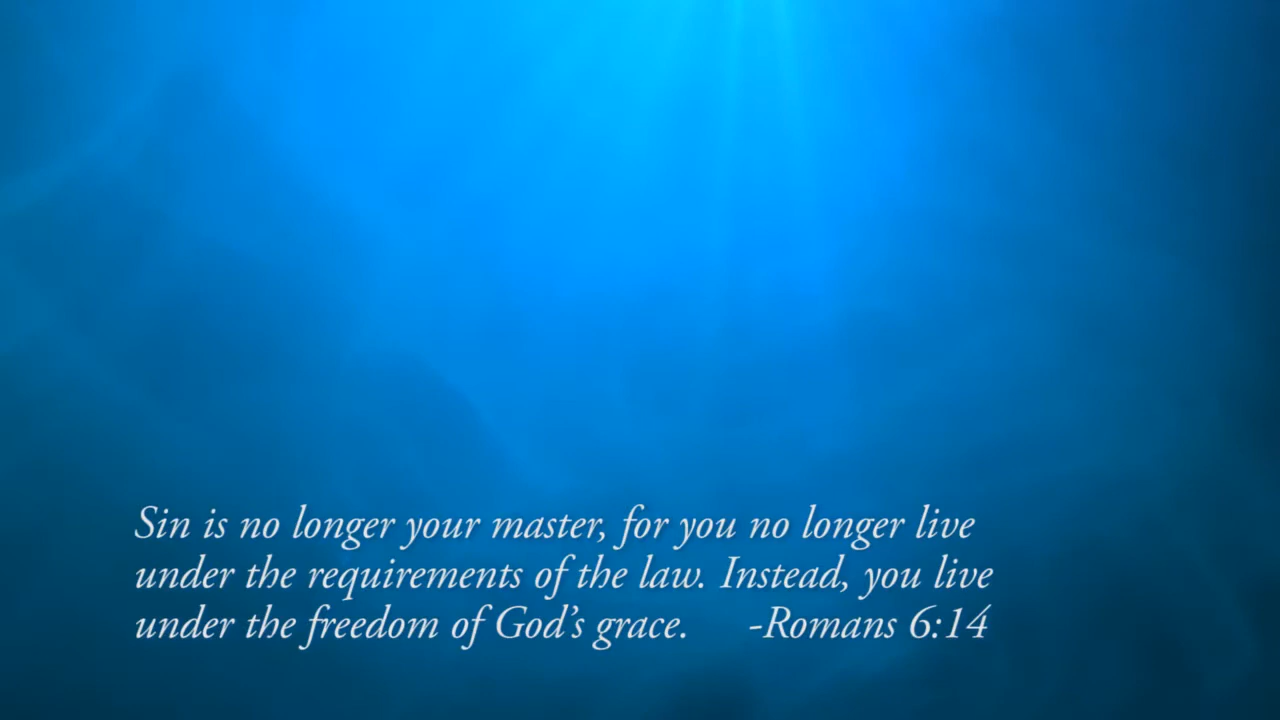 Sin is no longer your master, for you no longer live
under the requirements of the law. Instead, you live
under the freedom of God’s grace. -Romans 6:14